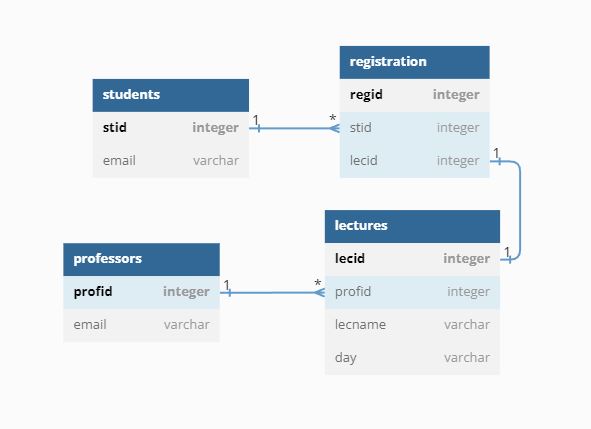 students
stid integer
email varchar
1 *
registration
regid integer
stid integer
lecid integer
1
professors
profid integer
email varchar
1 *
lectures
lecid integer
1
profid integer
lecname varchar
day varchar